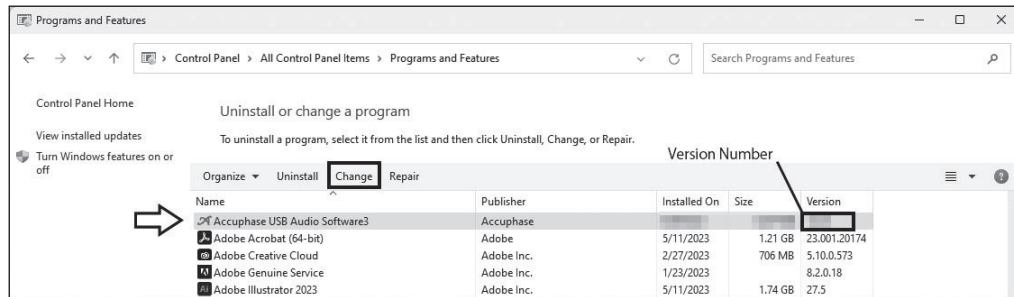 Programs and Features
Control Panel > All Control Panel Items > Programs and Features
Search Programs and Features
Control Panel Home
View installed updates
Turn Windows features on or
off
Uninstall or change a program
To uninstall a program, select it from the list and then click Uninstall, Change, or Repair.
Version Number
Organize Uninstall Change Repair
Name Publisher Installed On Size Version
Accuphase USB Audio Software3 Accuphase
Adobe Acrobat (64-bit) Adobe 5/11/2023 1.21 GB 23.001.20174
Adobe Creative Cloud Adobe Inc. 2/27/2023 706 MB 5.10.0.573
Adobe Genuine Service Adobe Inc. 1/23/2023 8.2.0.18
Ai Adobe Illustrator 2023 Adobe Inc. 5/11/2023 1.74 GB 27.5